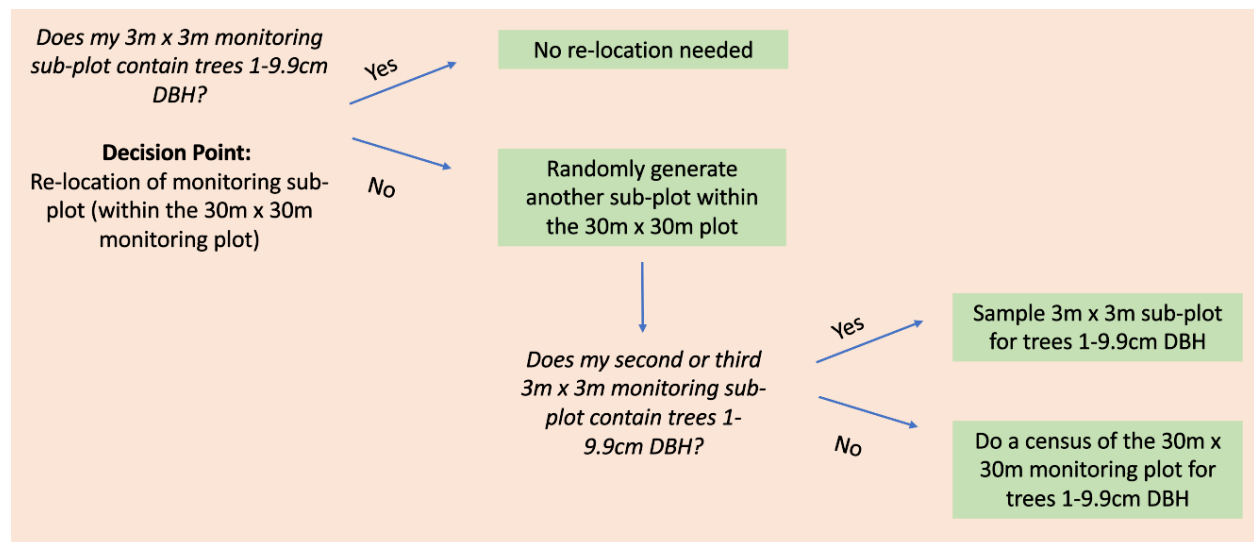 Does my 3m x 3m monitoring
sub-plot contain trees 1-9.9cm
DBH?
Decision Point:
Re-location of monitoring sub-
plot (within the 30m x 30m
monitoring plot)
Yes
No re-location needed
No
Randomly generate
another sub-plot within
the 30m x 30m plot
Does my second or third
3m x 3m monitoring sub-
plot contain trees 1-
9.9cm DBH?
Yes
Sample 3m x 3m sub-plot
for trees 1-9.9cm DBH
No
Do a census of the 30m x
30m monitoring plot for
trees 1-9.9cm DBH